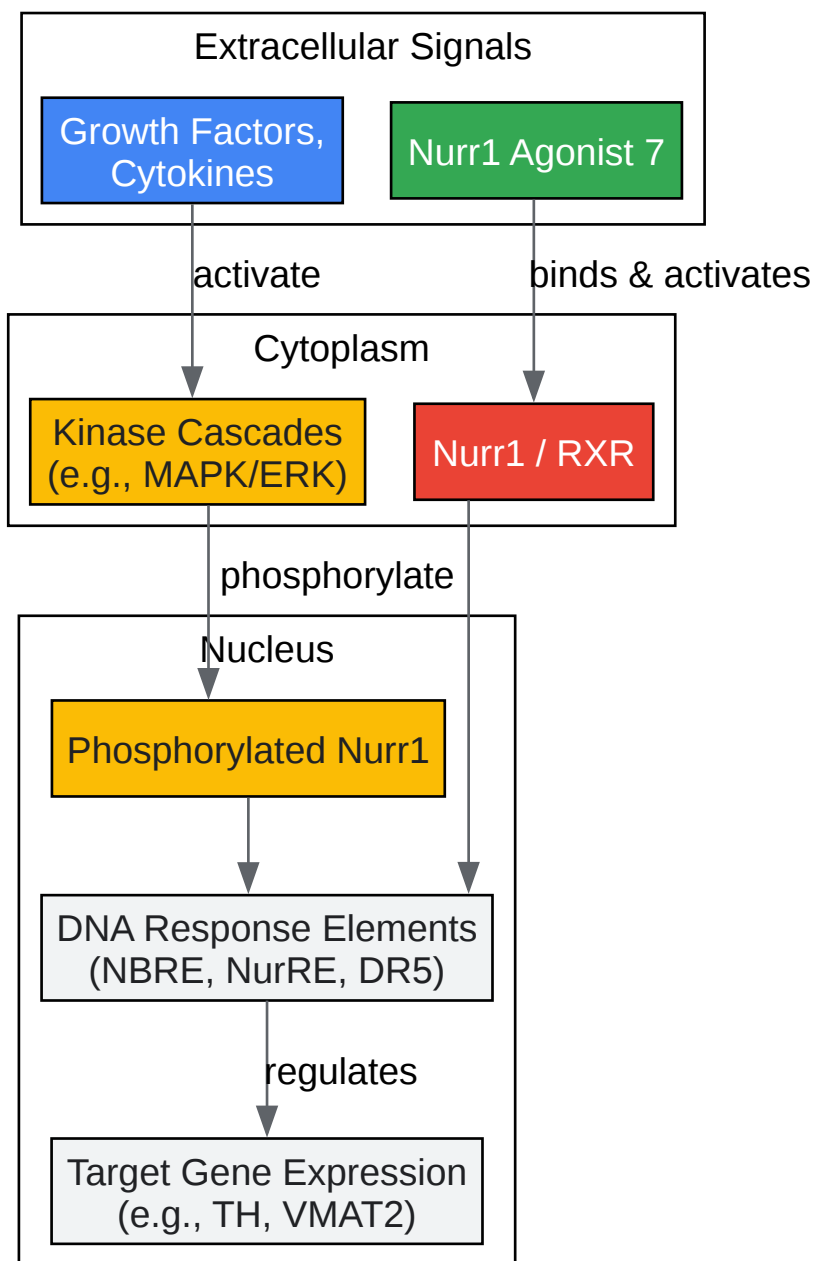 Extracellular Signals
Growth Factors,
Cytokines
Nurr1 Agonist 7
activate
binds & activates
Cytoplasm
Kinase Cascades
(e.g., MAPK/ERK)
Nurr1 / RXR
phosphorylate
Nucleus
Phosphorylated Nurr1
DNA Response Elements
(NBRE, NurRE, DR5)
regulates
Target Gene Expression
(e.g., TH, VMAT2)